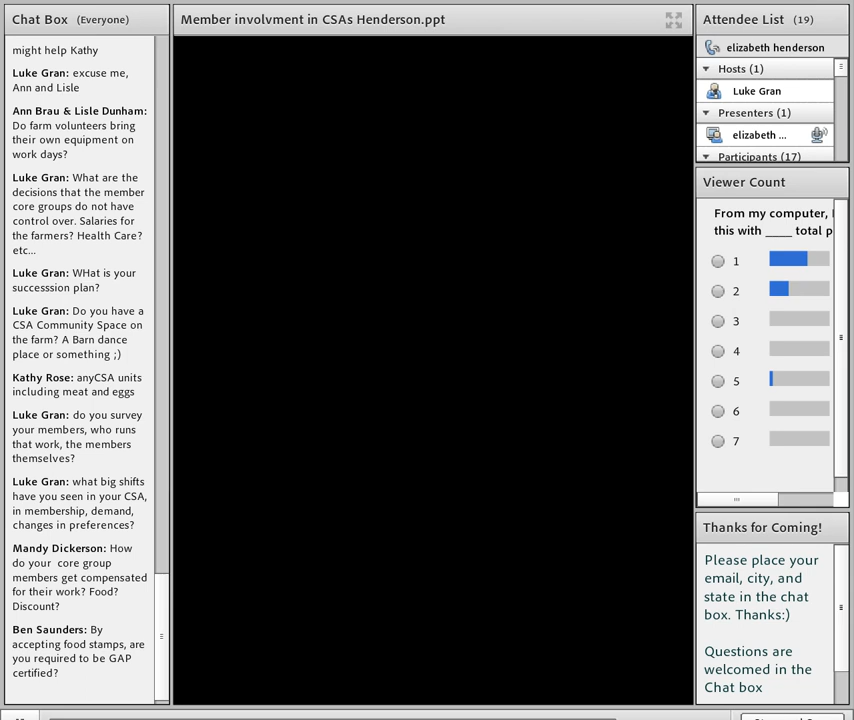 Chat Box (Everyone)
might help Kathy
Luke Gran: excuse me,
Ann and Lisle
Ann Brau & Lisle Dunham:
Do farm volunteers bring
their own equipment on
work days?
Luke Gran: What are the
decisions that the member
core groups do not have
control over. Salaries for
the farmers? Health Care?
etc...
Luke Gran: WHat is your
successsion plan?
Luke Gran: Do you have a
CSA Community Space on
the farm? A Barn dance
place or something ;)
Kathy Rose: anyCSA units
including meat and eggs
Luke Gran: do you survey
your members, who runs
that work, the members
themselves?
Luke Gran: what big shifts
have you seen in your CSA,
in membership, demand,
changes in preferences?
Mandy Dickerson: How
do your core group
members get compensated
for their work? Food?
Discount?
Ben Saunders: By
accepting food stamps, are
you required to be GAP
certified?
Member involvment in CSAs Henderson.ppt
Attendee List (19)
elizabeth henderson
Hosts (1)
Luke Gran
Presenters (1)
elizabeth ...
Participants (17)
Viewer Count
From my computer,
this with ____ total p
1
2
3
4
5
6
7
Thanks for Coming!
Please place your
email, city, and
state in the chat
box. Thanks:)
Questions are
welcomed in the
Chat box